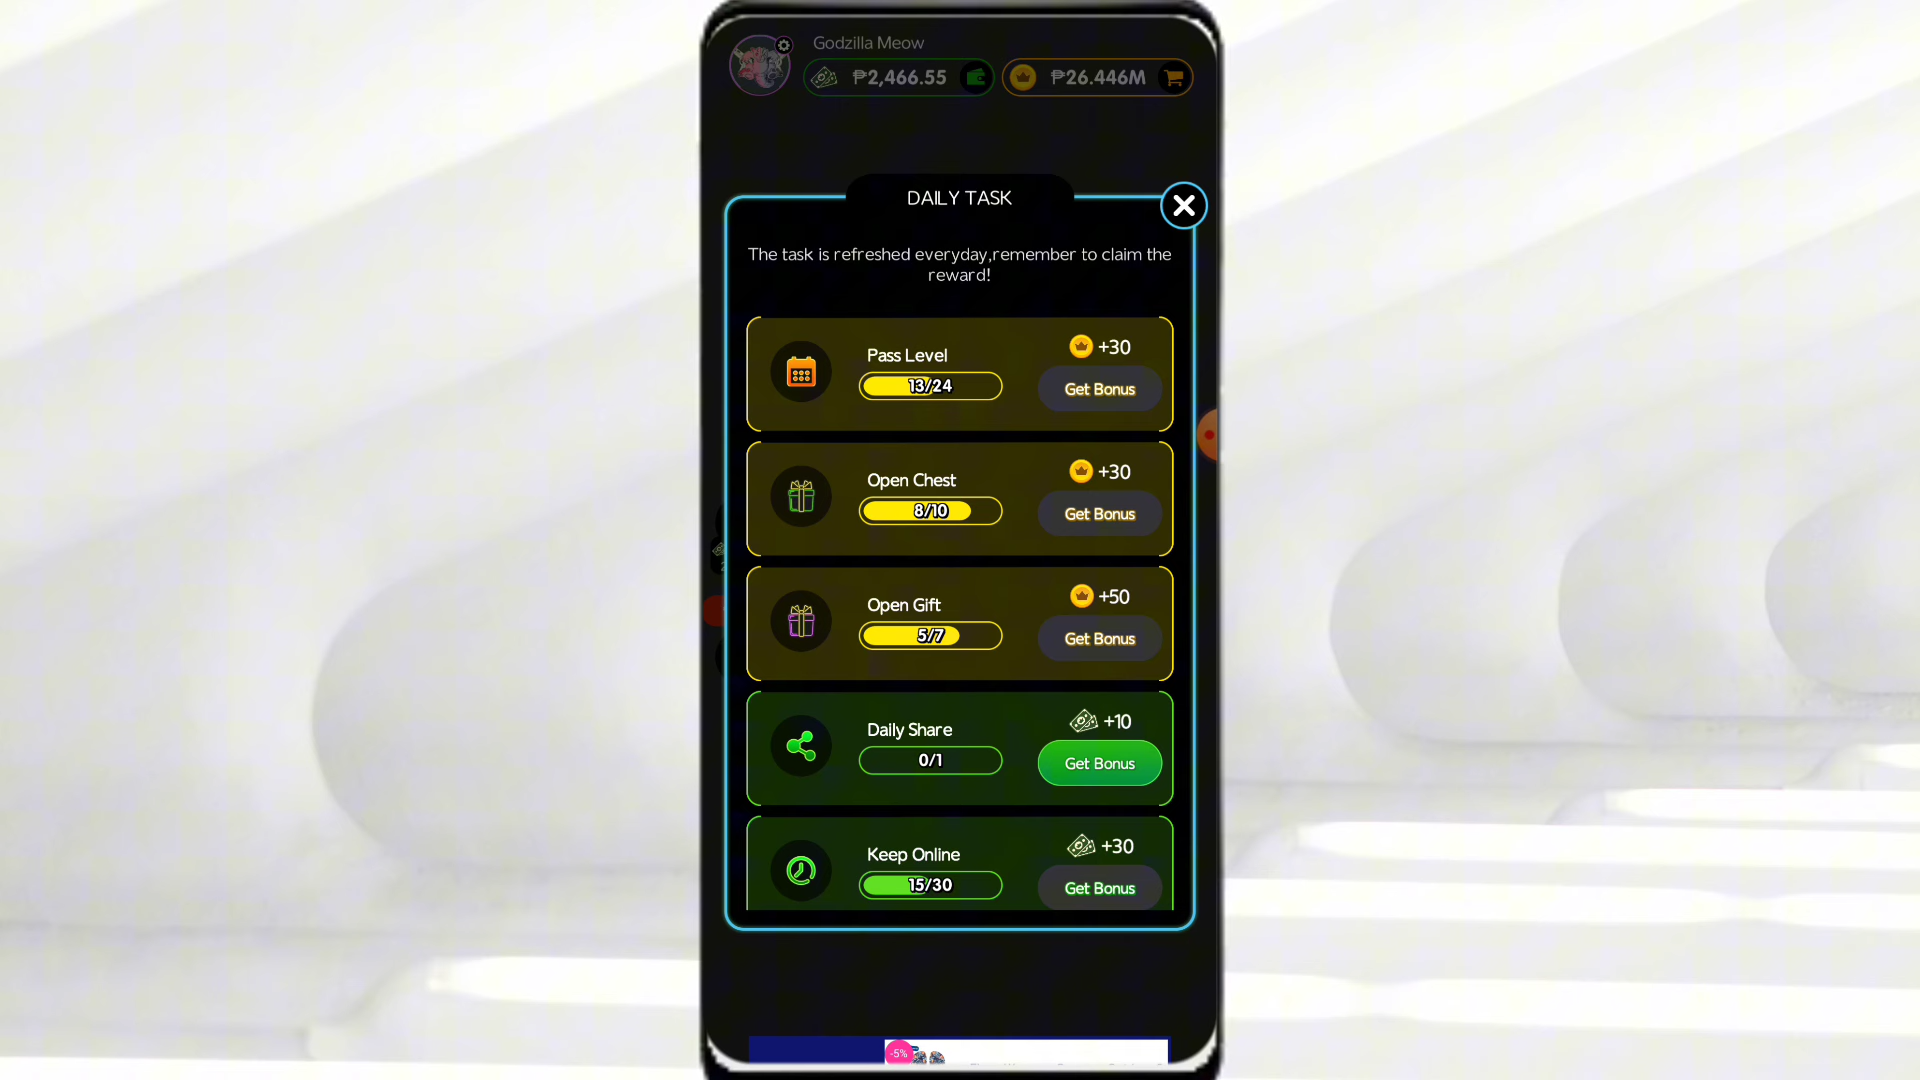 Godzilla Meow
₱2,466.55
₱26.446M
DAILY TASK
The task is refreshed everyday,remember to claim the
reward!
Pass Level
13/24
+30
Get Bonus
Open Chest
8/10
+30
Get Bonus
Open Gift
5/7
+50
Get Bonus
Daily Share
0/1
+10
Get Bonus
Keep Online
15/30
+30
Get Bonus
-5%